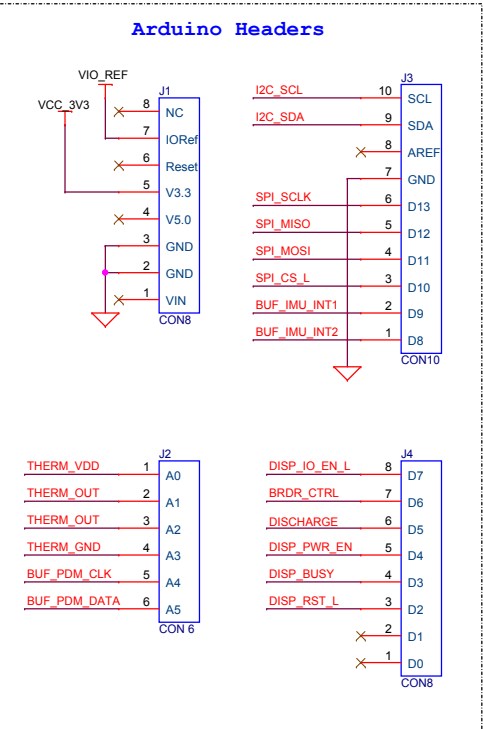 Arduino Headers
VIO_REF
VCC_3V3
J1
8 NC
7 IORef
6 Reset
5 V3.3
4 V5.0
3 GND
2 GND
1 VIN
CON8
J3
I2C_SCL 10 SCL
I2C_SDA 9 SDA
8 AREF
7 GND
SPI_SCLK 6 D13
SPI_MISO 5 D12
SPI_MOSI 4 D11
SPI_CS_L 3 D10
BUF_IMU_INT1 2 D9
BUF_IMU_INT2 1 D8
CON10
J2
THERM_VDD 1 A0
THERM_OUT 2 A1
THERM_OUT 3 A2
THERM_GND 4 A3
BUF_PDM_CLK 5 A4
BUF_PDM_DATA 6 A5
CON 6
J4
DISP_IO_EN_L 8 D7
BRDR_CTRL 7 D6
DISCHARGE 6 D5
DISP_PWR_EN 5 D4
DISP_BUSY 4 D3
DISP_RST_L 3 D2
2 D1
1 D0
CON8